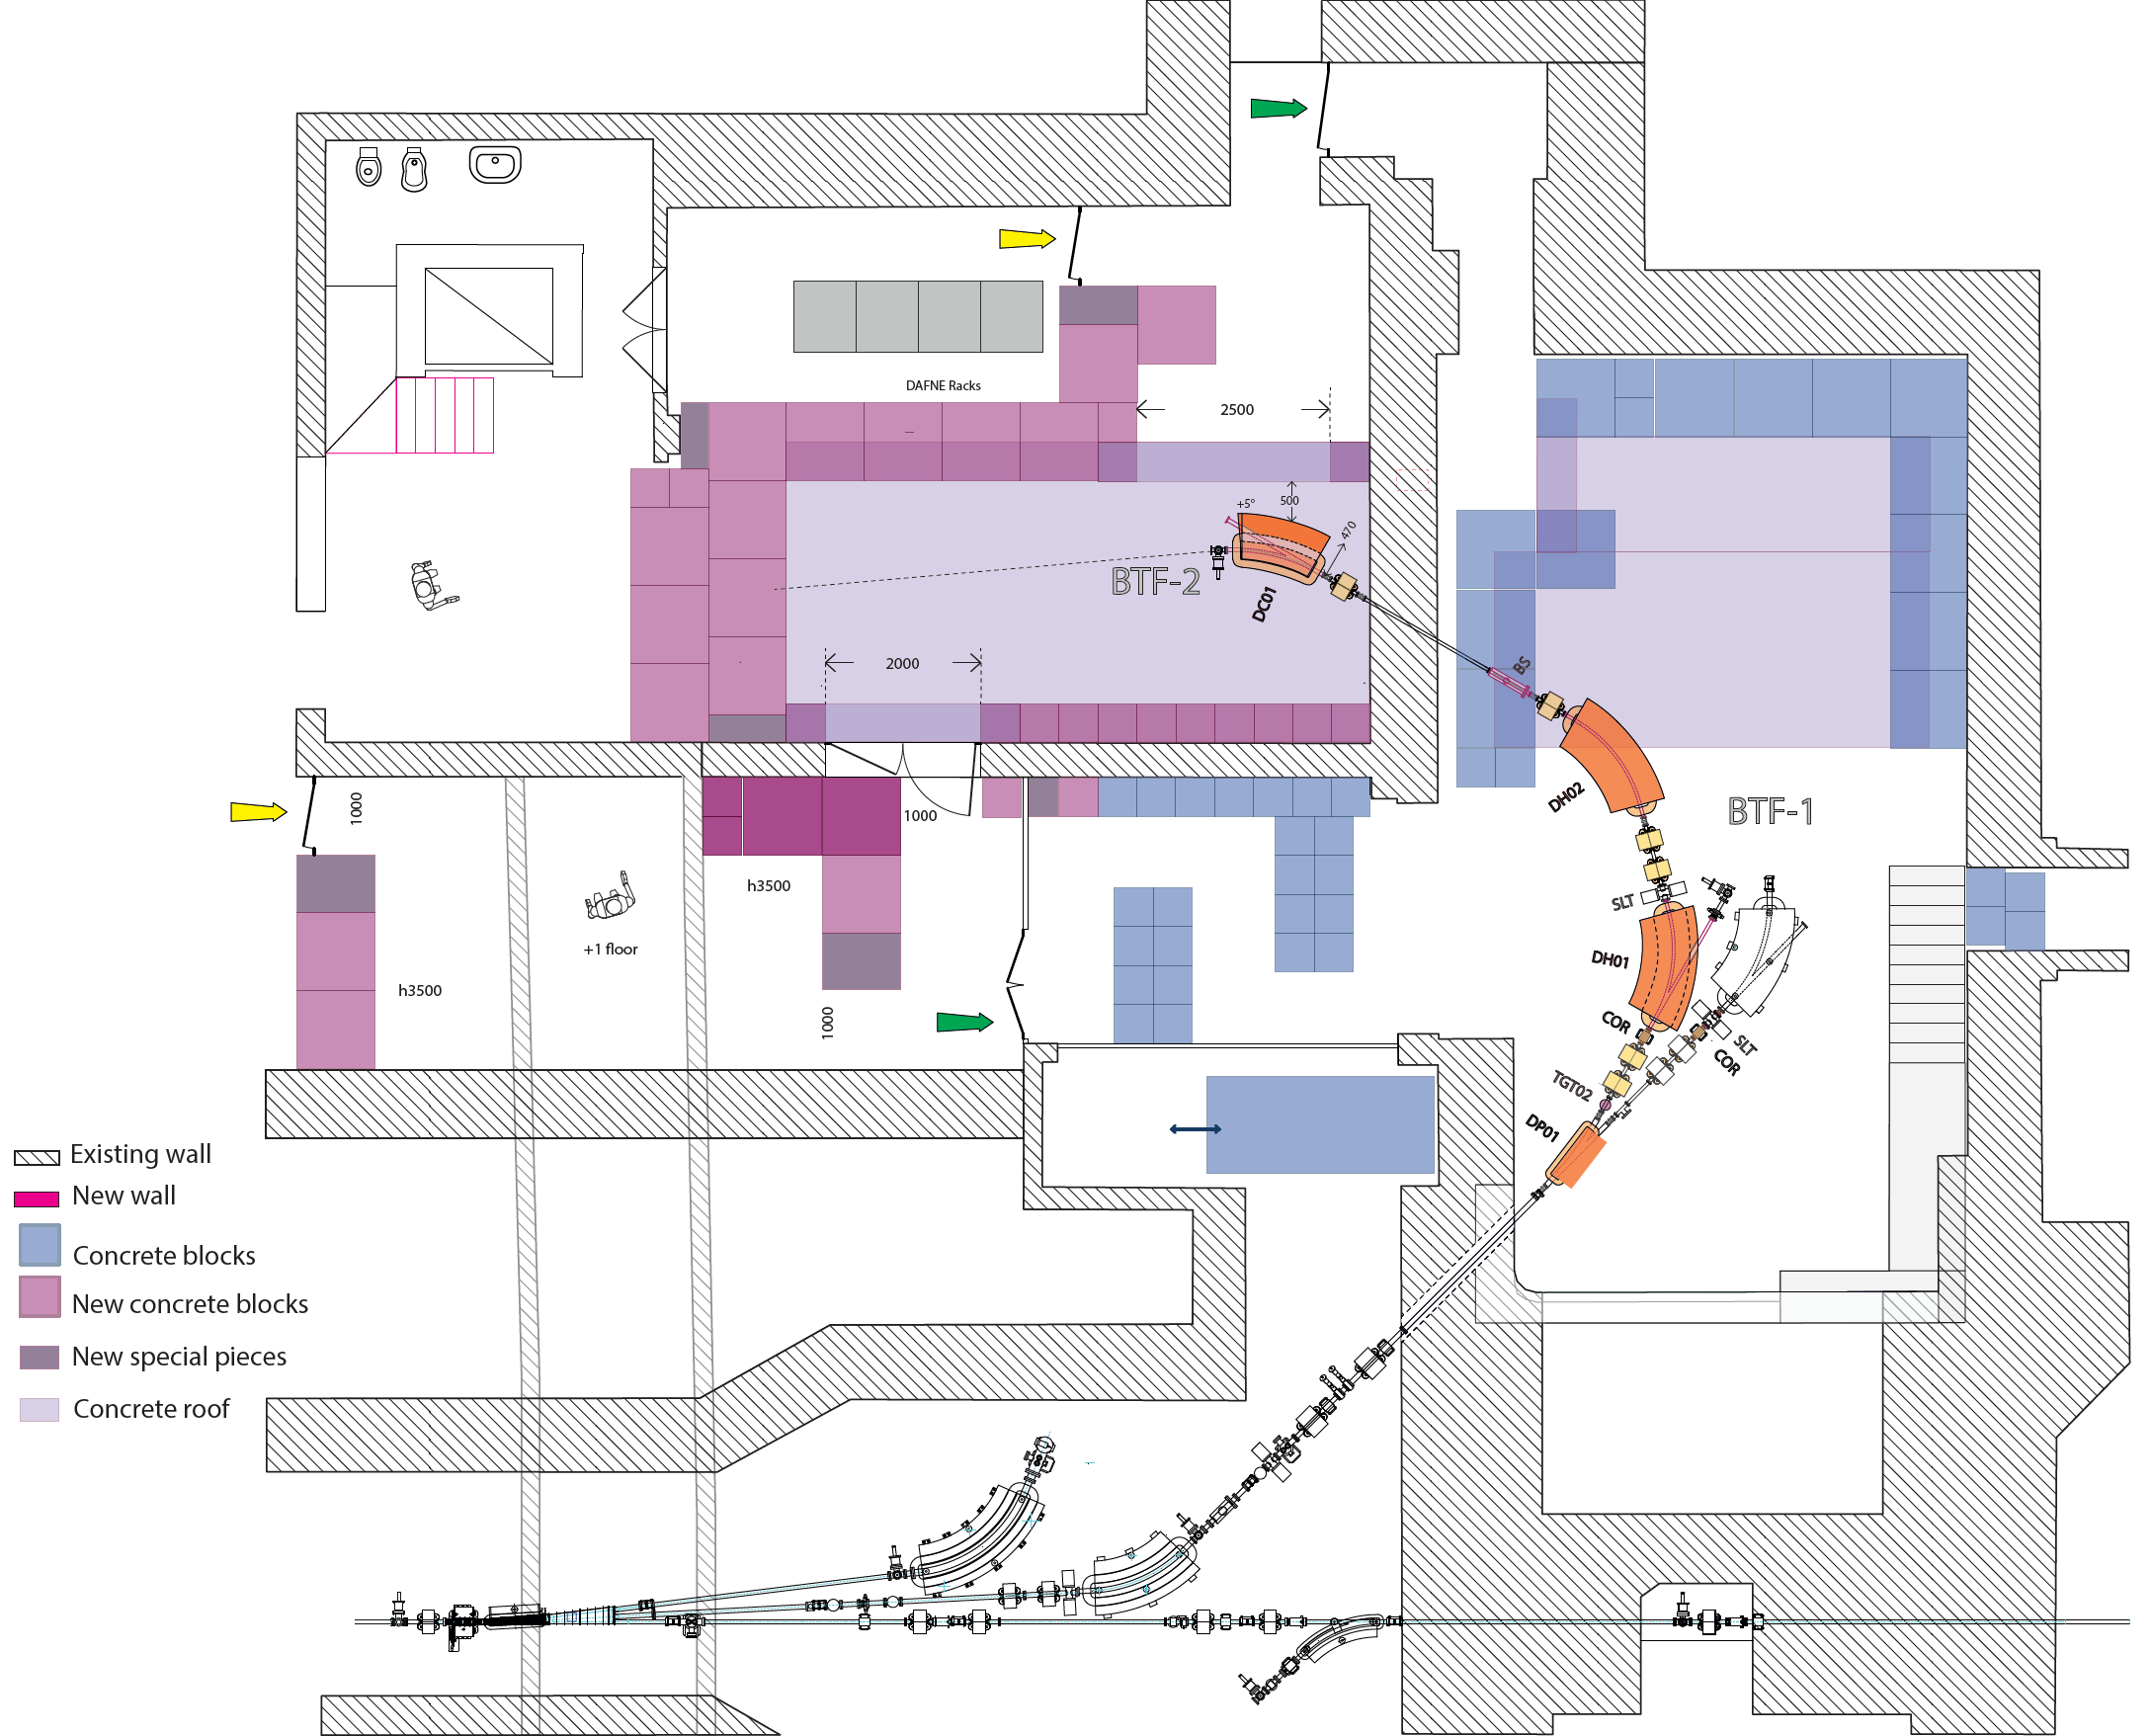 DAFNE Racks
2500
+5°
500
470
BTF-2
DC01
2000
BS
1000
1000
DH02
BTF-1
h3500
SLT
+1 floor
DH01
h3500
1000
COR
SLT
COR
TGT02
DP01
Existing wall
New wall
Concrete blocks
New concrete blocks
New special pieces
Concrete roof